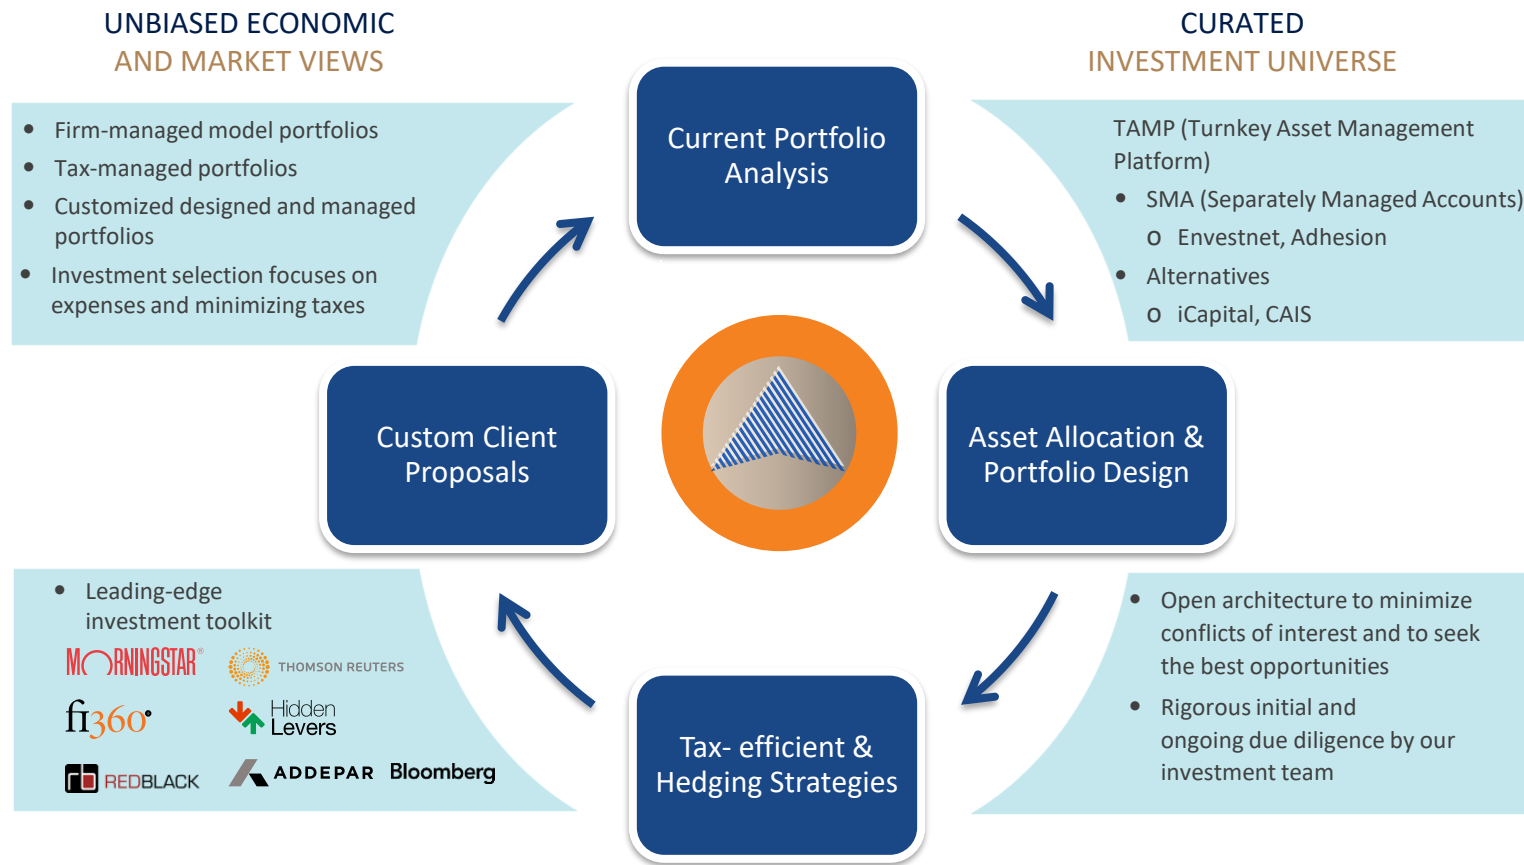 UNBIASED ECONOMIC
AND MARKET VIEWS
• Firm-managed model portfolios
• Tax-managed portfolios
• Customized designed and managed
portfolios
• Investment selection focuses on
expenses and minimizing taxes
Current Portfolio
Analysis
CURATED
INVESTMENT UNIVERSE
TAMP (Turnkey Asset Management
Platform)
• SMA (Separately Managed Accounts)
o Envestnet, Adhesion
• Alternatives
o iCapital, CAIS
Custom Client
Proposals
Asset Allocation &
Portfolio Design
• Leading-edge
investment toolkit
MORNINGSTAR®
THOMSON REUTERS
fi360°
Hidden
Levers
rb REDBLACK
ADDEPAR
Bloomberg
Tax- efficient &
Hedging Strategies
• Open architecture to minimize
conflicts of interest and to seek
the best opportunities
• Rigorous initial and
ongoing due diligence by our
investment team